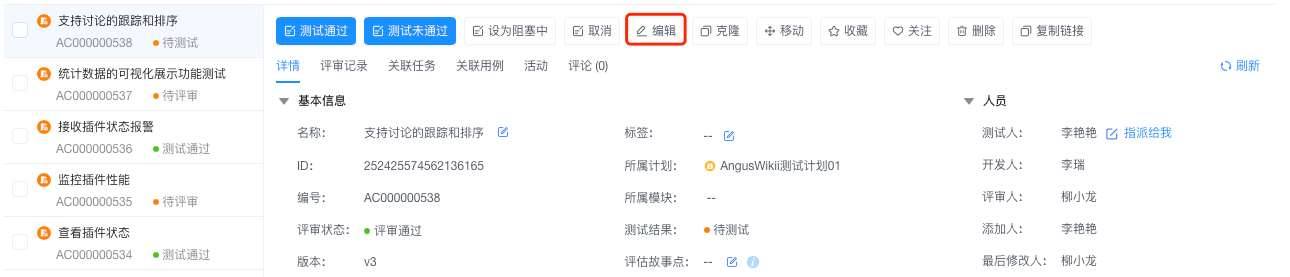 支持讨论的跟踪和排序
AC000000538 待测试
统计数据的可视化展示功能测试
AC000000537 待评审
接收插件状态报警
AC000000536 测试通过
监控插件性能
AC000000535 待评审
查看插件状态
AC000000534 测试通过
测试通过 测试未通过 设为阻塞中 取消 编辑 克隆 移动 收藏 关注 删除 复制链接
详情 评审记录 关联任务 关联用例 活动 评论 (0) 刷新
基本信息 人员
名称: 支持讨论的跟踪和排序 标签: -- 测试人: 李艳艳 指派给我
ID: 252425574562136165 所属计划: AngusWikii测试计划01 开发人: 李瑞
编号: AC000000538 所属模块: -- 评审人: 柳小龙
评审状态: 评审通过 测试结果: 待测试 添加人: 李艳艳
版本: v3 评估故事点: -- 最后修改人: 柳小龙